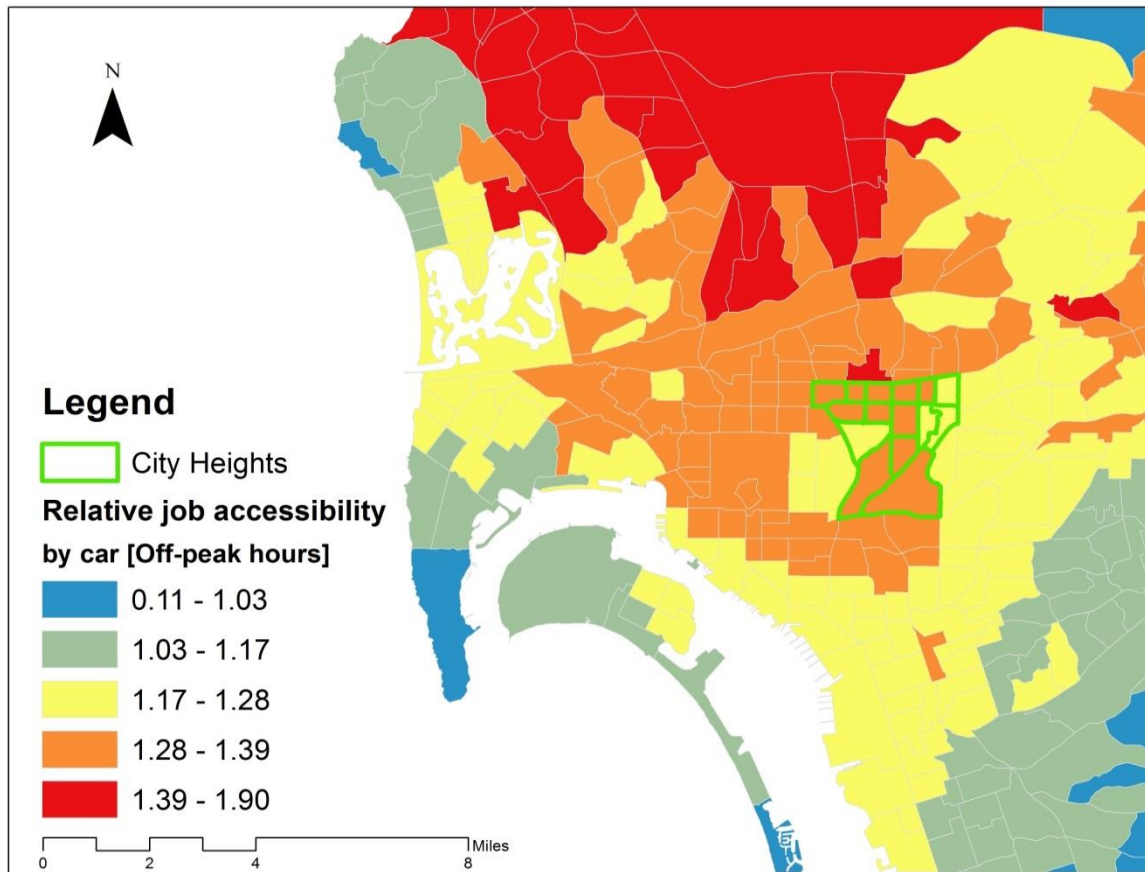 N
Legend
City Heights
Relative job accessibility
by car [Off-peak hours]
0.11 - 1.03
1.03 - 1.17
1.17 - 1.28
1.28 - 1.39
1.39 - 1.90
Miles
0 2 4 8